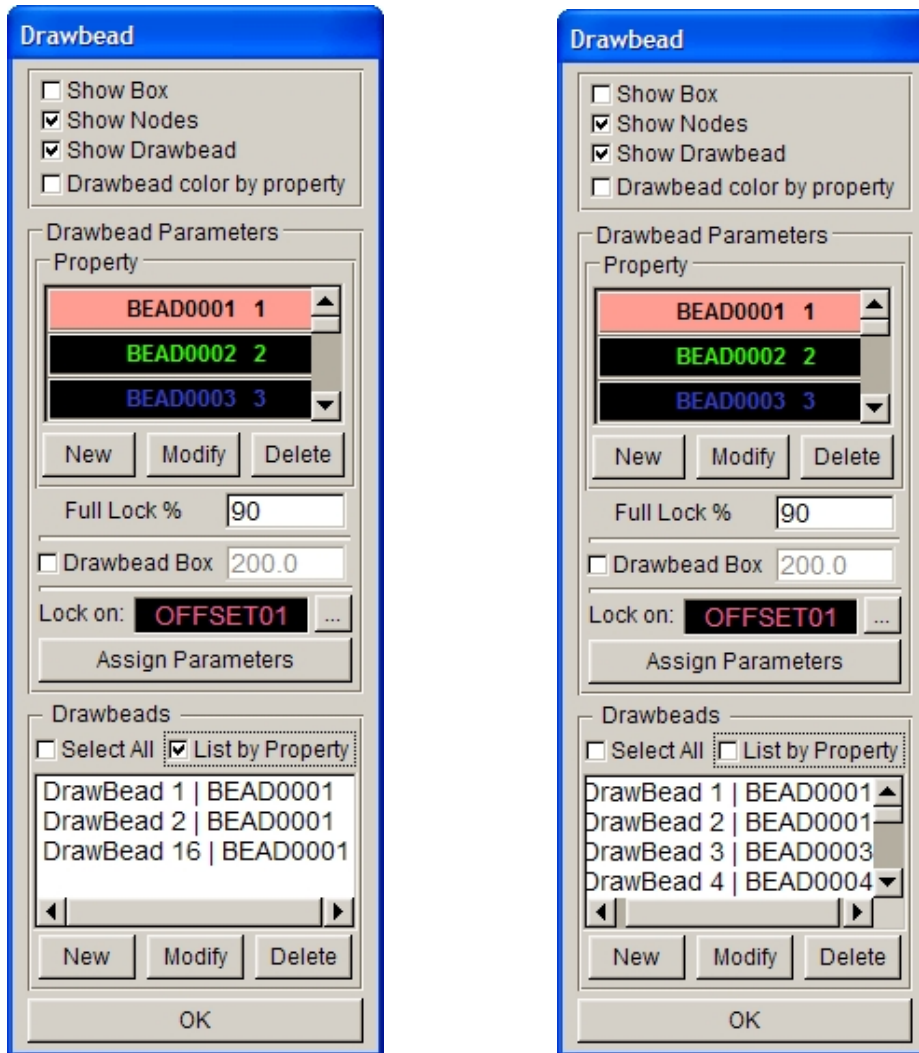 Drawbead
Show Box
Show Nodes
Show Drawbead
Drawbead color by property
Drawbead Parameters
Property
BEAD0001 1
BEAD0002 2
BEAD0003 3
New Modify Delete
Full Lock % 90
Drawbead Box 200.0
Lock on: OFFSET01 ...
Assign Parameters
Drawbeads
Select All List by Property
DrawBead 1 | BEAD0001
DrawBead 2 | BEAD0001
DrawBead 16 | BEAD0001
New Modify Delete
OK
Drawbead
Show Box
Show Nodes
Show Drawbead
Drawbead color by property
Drawbead Parameters
Property
BEAD0001 1
BEAD0002 2
BEAD0003 3
New Modify Delete
Full Lock % 90
Drawbead Box 200.0
Lock on: OFFSET01 ...
Assign Parameters
Drawbeads
Select All List by Property
DrawBead 1 | BEAD0001
DrawBead 2 | BEAD0001
DrawBead 3 | BEAD0003
DrawBead 4 | BEAD0004
New Modify Delete
OK